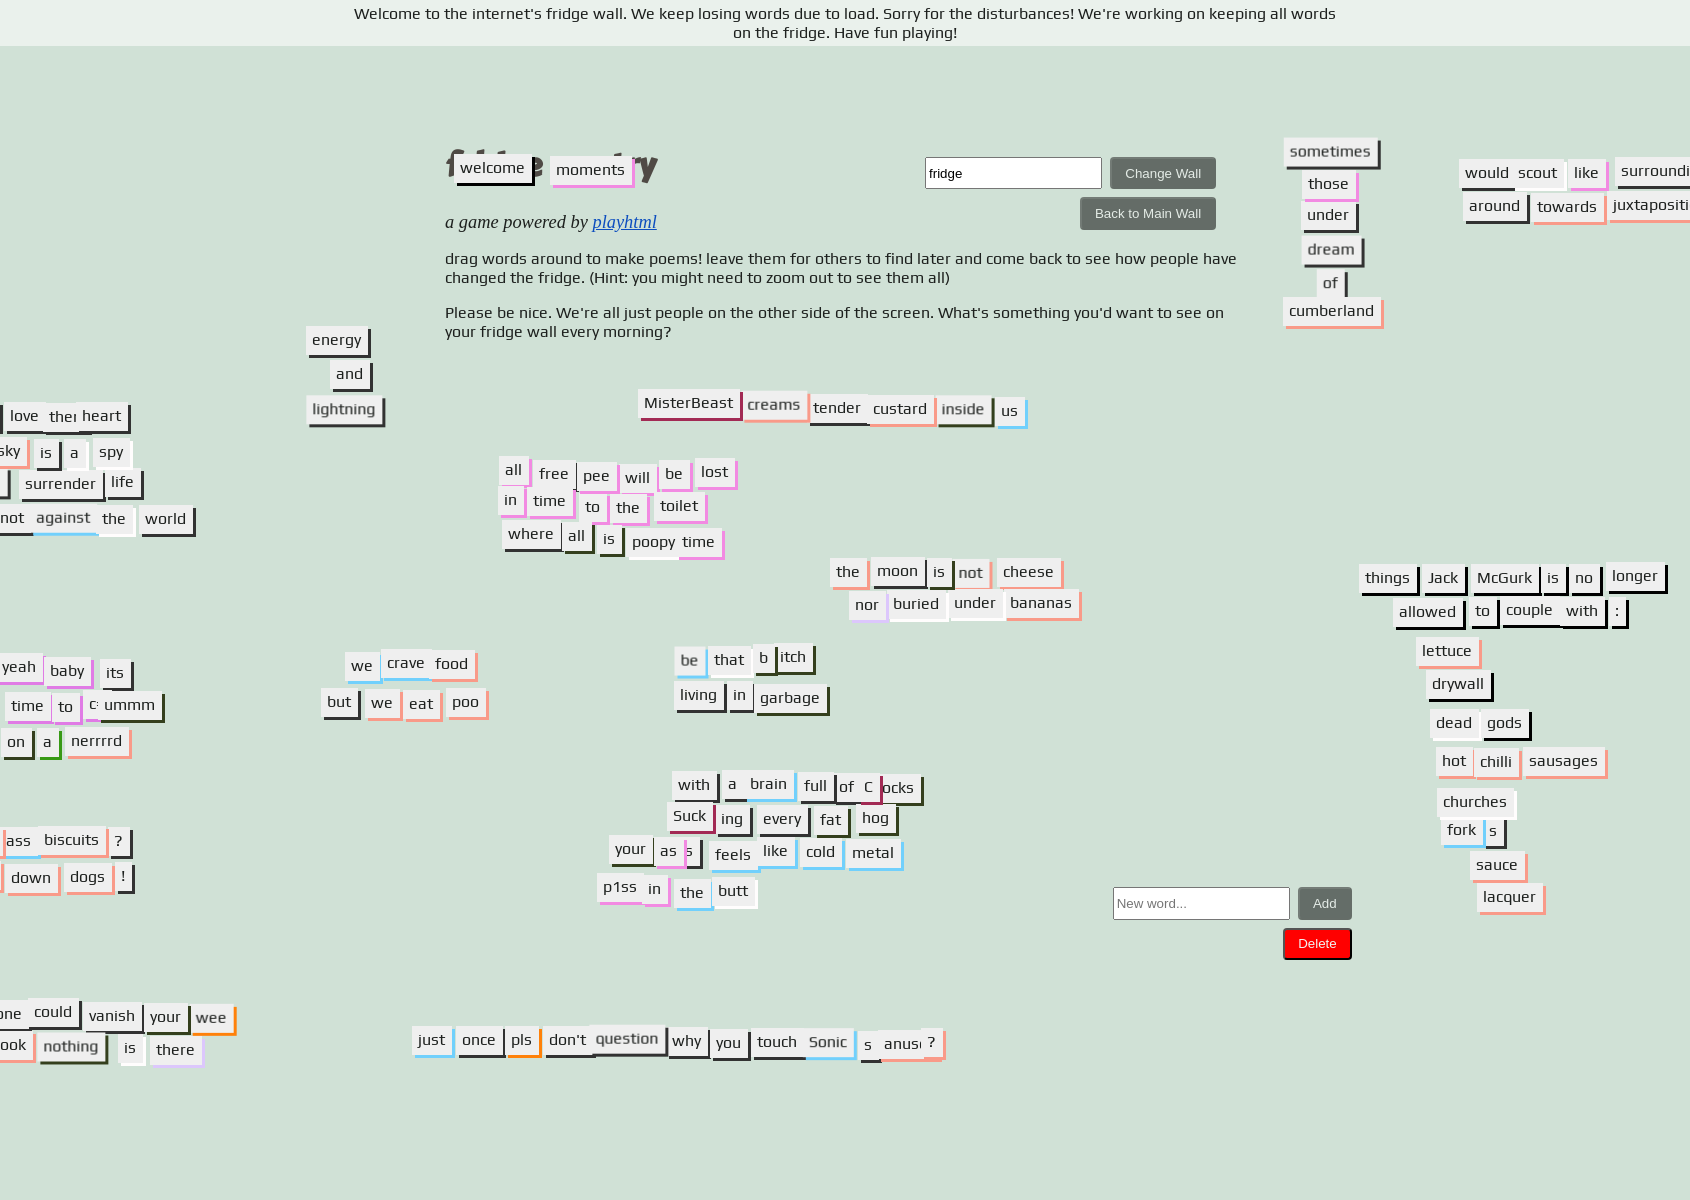 Welcome to the internet's fridge wall. We keep losing words due to load. Sorry for the disturbances! We're working on keeping all words
on the fridge. Have fun playing!
welcome moments
fridge
Change Wall
Back to Main Wall
a game powered by playhtml
drag words around to make poems! leave them for others to find later and come back to see how people have
changed the fridge. (Hint: you might need to zoom out to see them all)
Please be nice. We're all just people on the other side of the screen. What's something you'd want to see on
your fridge wall every morning?
sometimes
those
under
dream
of
cumberland
would scout like
around towards
energy
and
lightning
love heart
sky is a spy
surrender life
not against the world
MisterBeast creams tender custard inside us
all free pee will be lost
in time to the toilet
where all is poopy time
the moon is not cheese
nor buried under bananas
things Jack McGurk is no longer
allowed to couple with :
lettuce
drywall
dead gods
hot chilli sausages
churches
fork s
sauce
lacquer
yeah baby its
time to c ummm
on a nerrrrd
we crave food
but we eat poo
be that b itch
living in garbage
with a brain full of C ocks
Suck ing every fat hog
your as s feels like cold metal
p1ss in the butt
ass biscuits ?
down dogs !
New word...
Add
Delete
could vanish your wee
nothing is there
just once pls don't question why you touch Sonic s anus ?